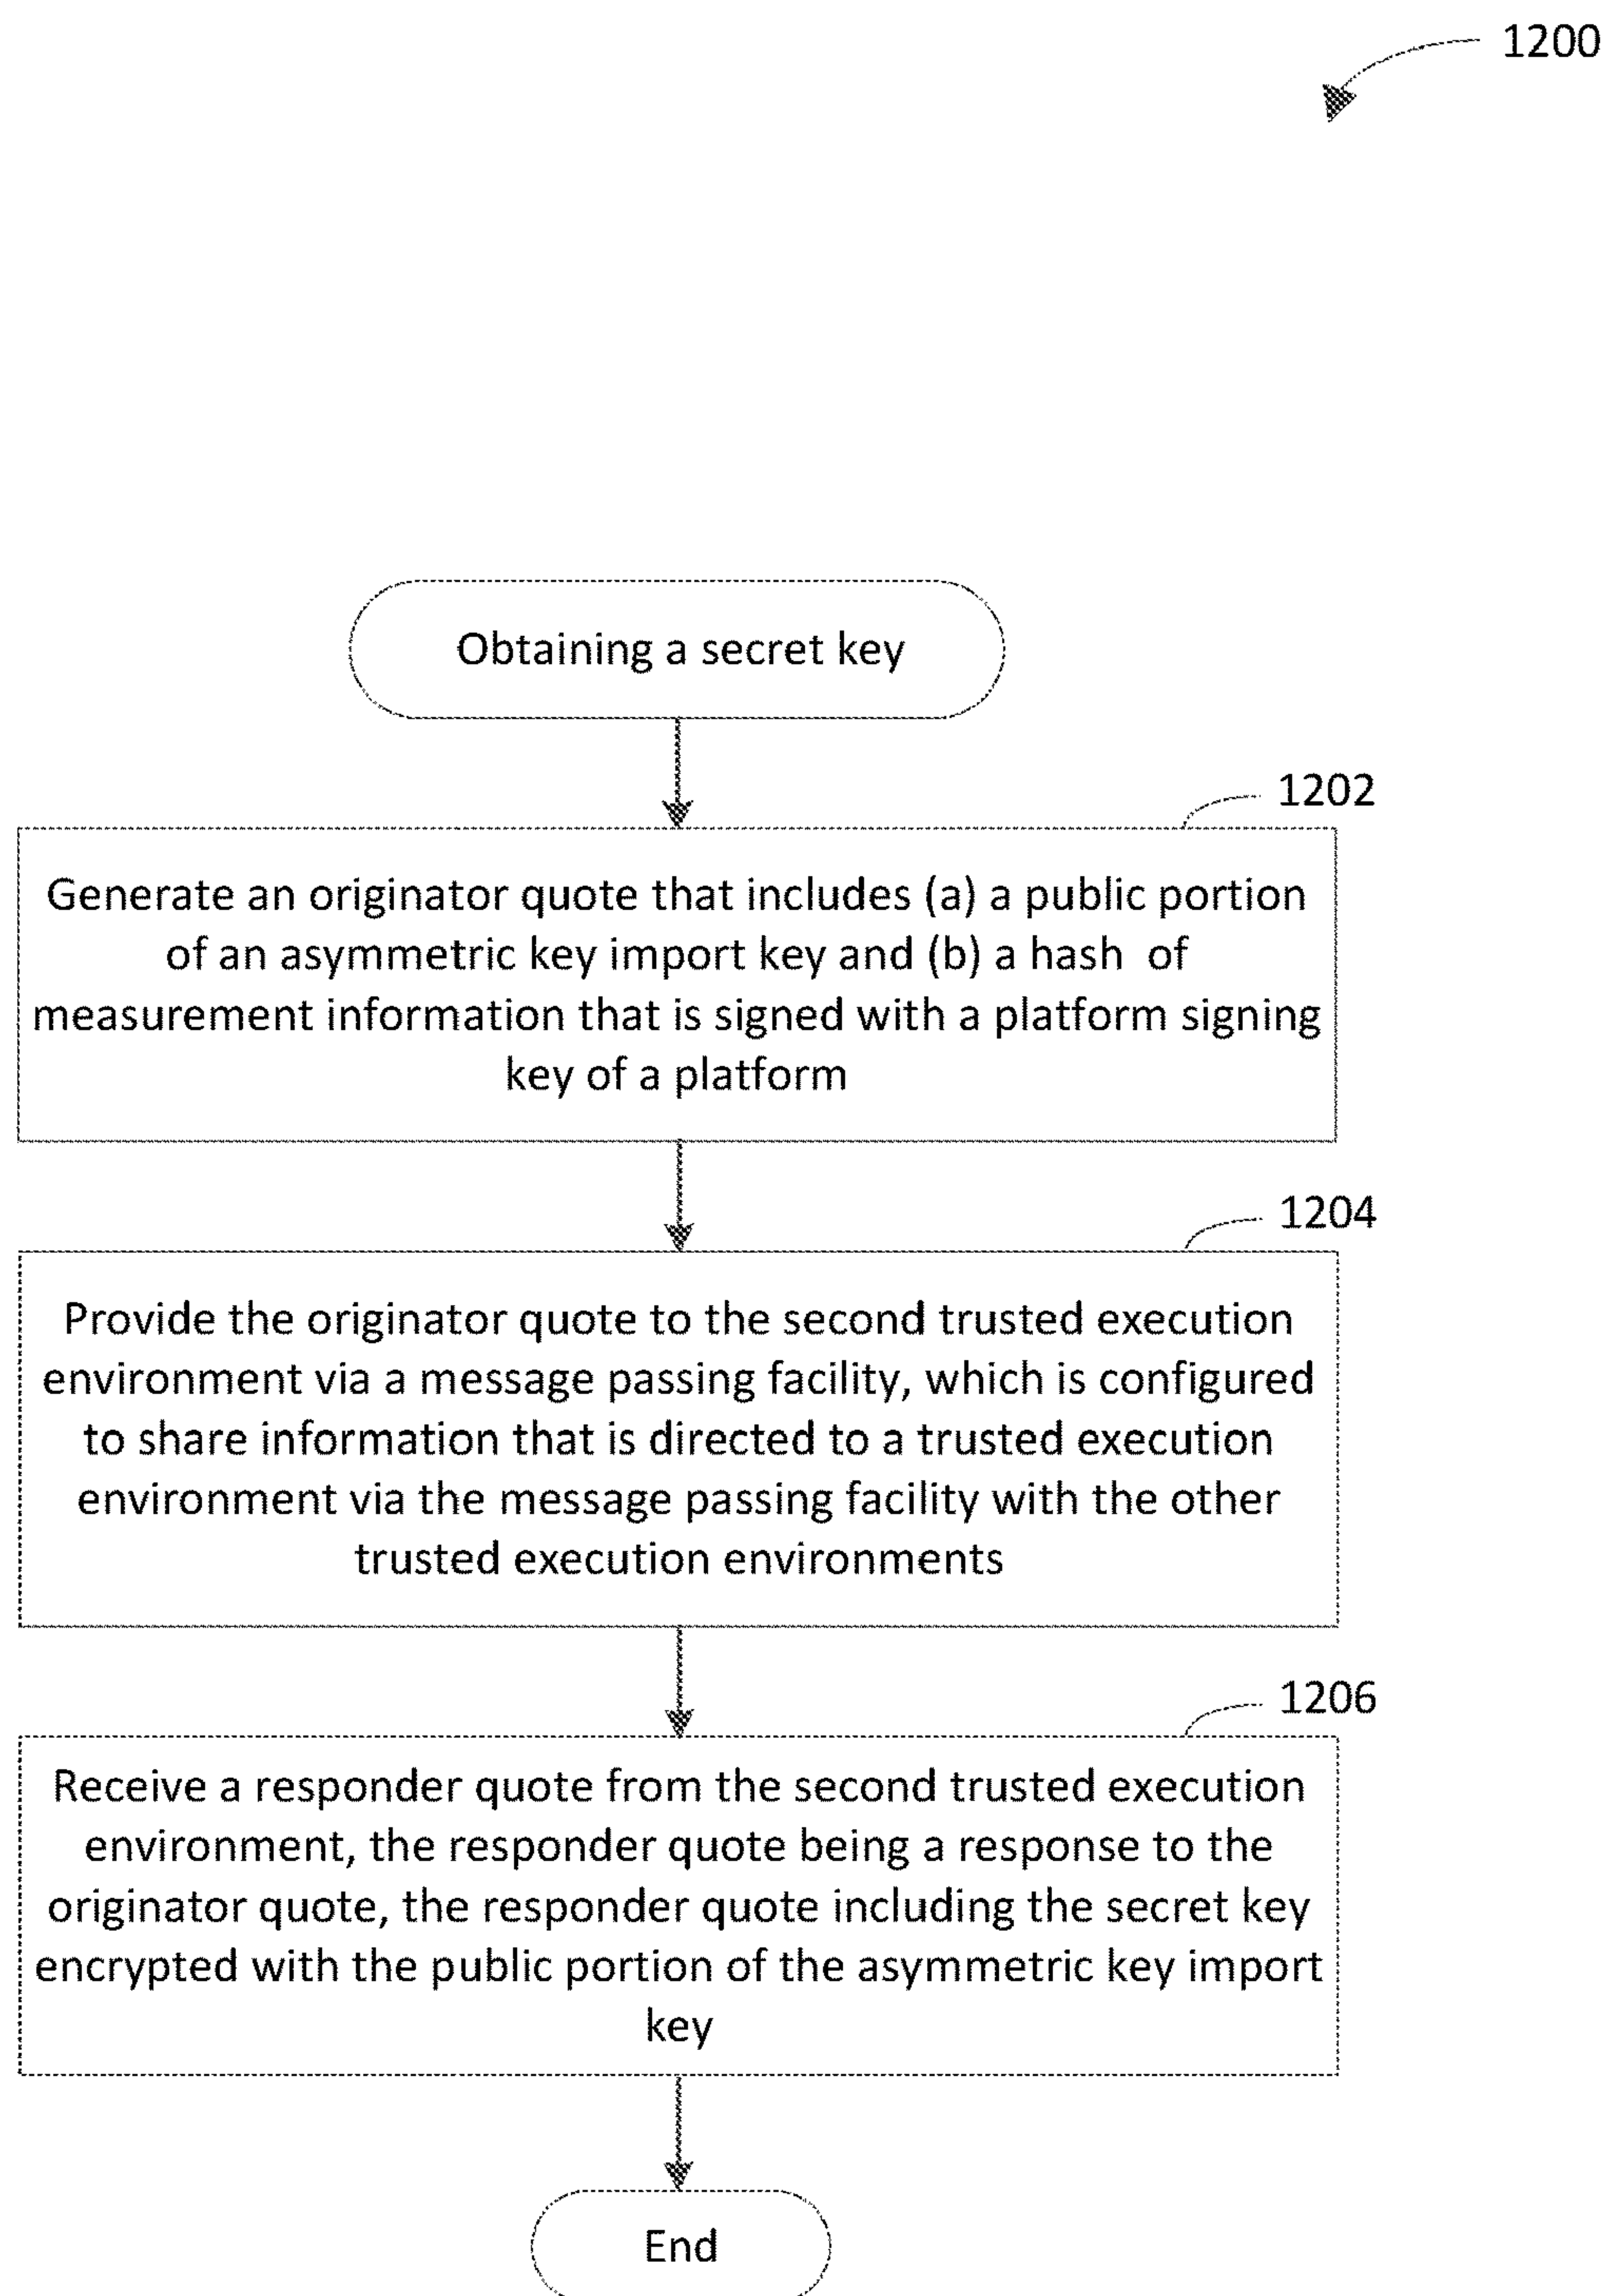 1200
Obtaining a secret key
1202
Generate an originator quote that includes (a) a public portion
of an asymmetric key import key and (b) a hash of
measurement information that is signed with a platform signing
key of a platform
1204
Provide the originator quote to the second trusted execution
environment via a message passing facility, which is configured
to share information that is directed to a trusted execution
environment via the message passing facility with the other
trusted execution environments
1206
Receive a responder quote from the second trusted execution
environment, the responder quote being a response to the
originator quote, the responder quote including the secret key
encrypted with the public portion of the asymmetric key import
key
End